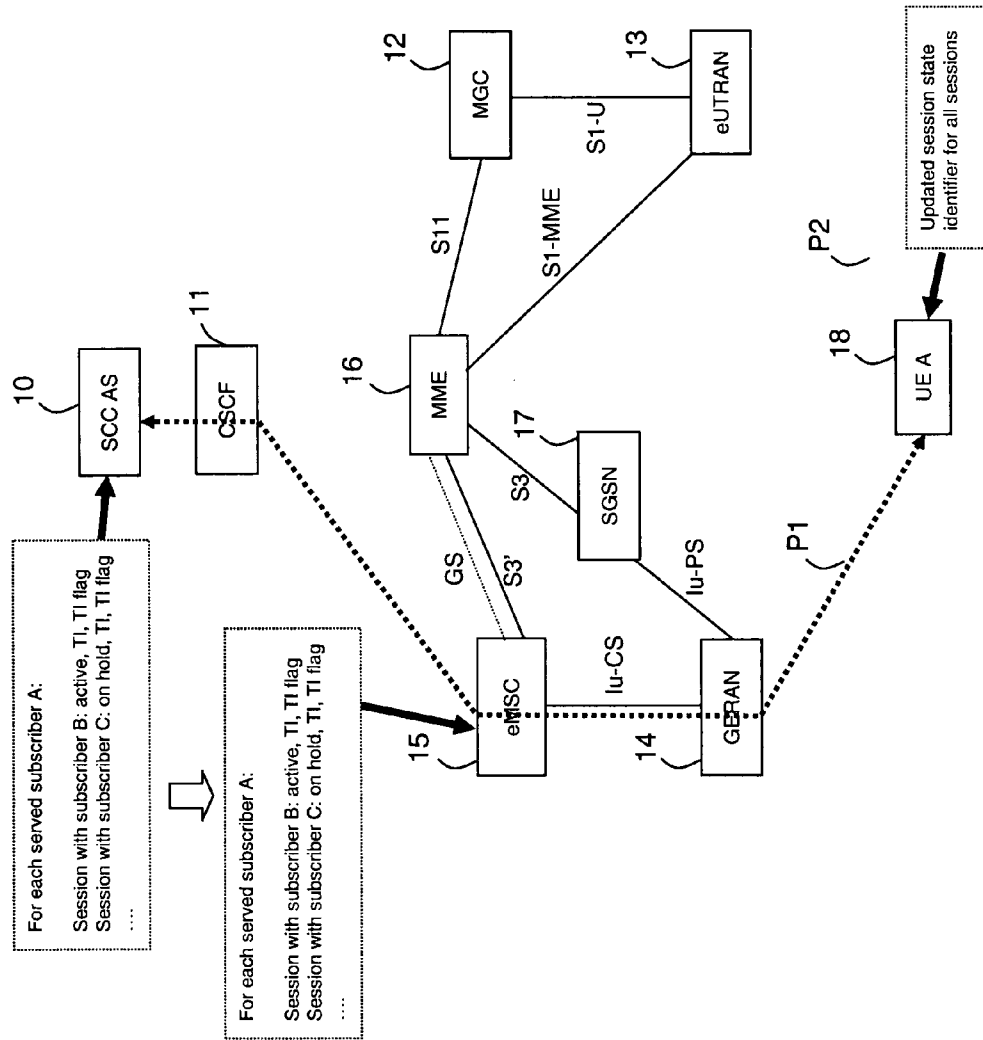 For each served subscriber A:
Session with subscriber B: active, TI, TI flag
Session with subscriber C: on hold, TI, TI flag
....
10
SCC AS
11
CSCF
For each served subscriber A:
Session with subscriber B: active, TI, TI flag
Session with subscriber C: on hold, TI, TI flag
....
15
eMSC
GS
S3'
16
MME
S11
12
MGC
Iu-CS
17
SGSN
S3
S1-MME
S1-U
13
eUTRAN
14
GERAN
Iu-PS
P1
P2
18
UE A
Updated session state
identifier for all sessions